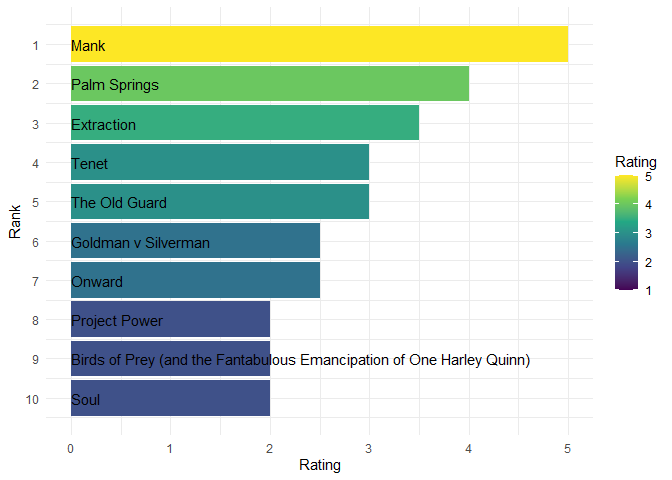 1
Mank
2
Palm Springs
3
Extraction
4
Tenet
5
The Old Guard
6
Goldman v Silverman
7
Onward
8
Project Power
9
Birds of Prey (and the Fantabulous Emancipation of One Harley Quinn)
10
Soul
Rank
0
1
2
3
4
5
Rating
Rating
5
4
3
2
1